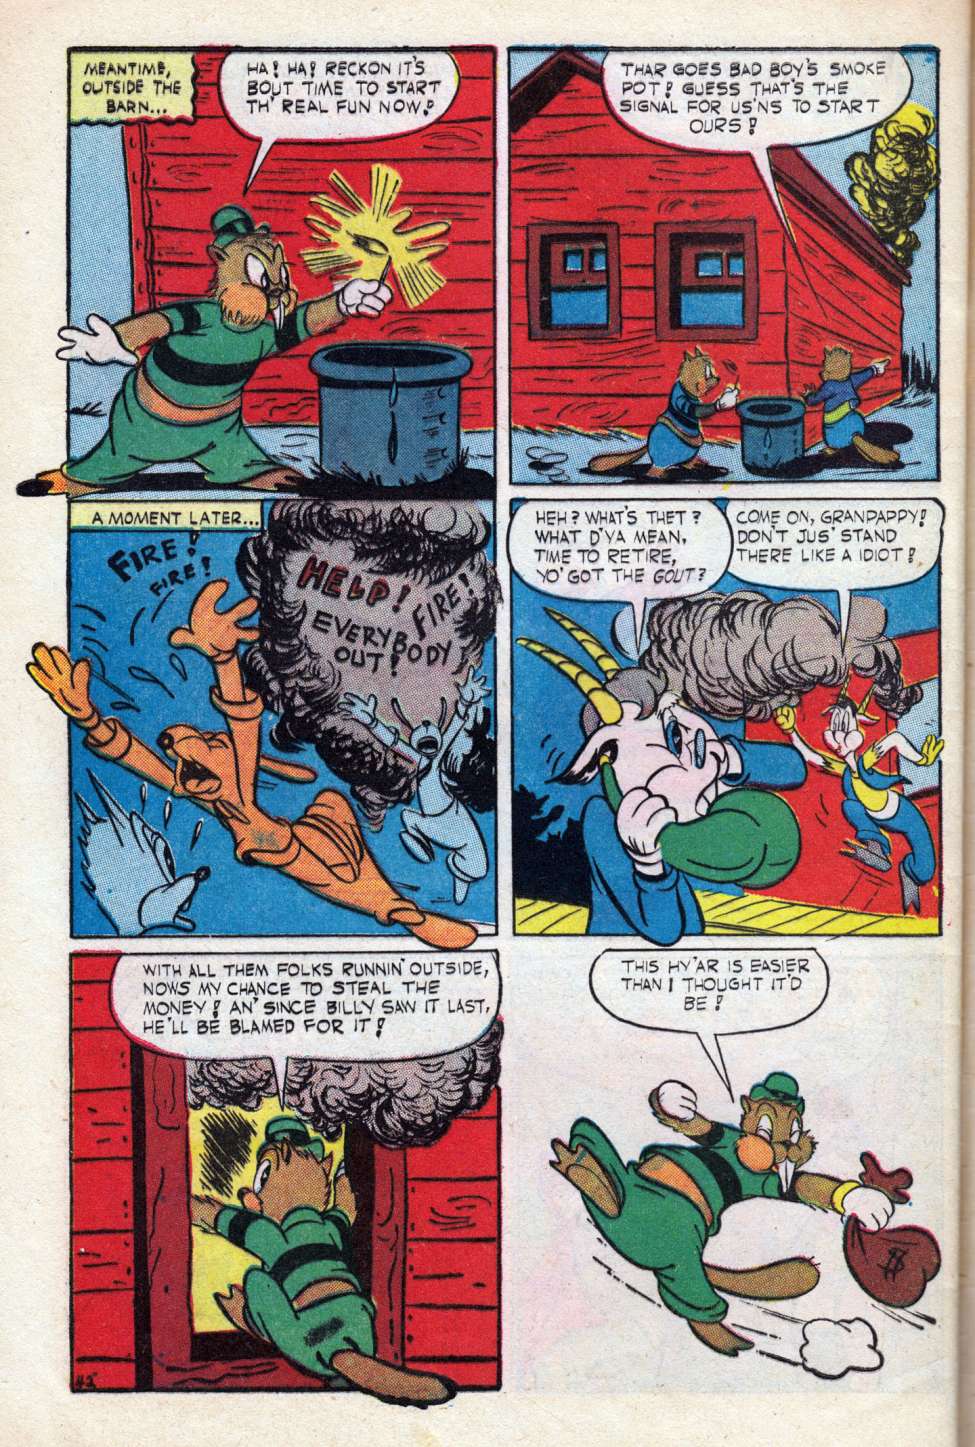 MEANTIME,
OUTSIDE THE
BARN...
HA! HA! RECKON IT'S
BOUT TIME TO START
TH' REAL FUN NOW!
THAR GOES BAD BOY'S SMOKE
POT! GUESS THAT'S THE
SIGNAL FOR US'NS TO START
OURS!
A MOMENT LATER...
FIRE!
FIRE!
HELP!
FIRE!
EVERYBODY
OUT!
HEH? WHAT'S THET?
WHAT D'YA MEAN,
TIME TO RETIRE,
YO' GOT THE GOUT?
COME ON, GRANPAPPY!
DON'T JUS' STAND
THERE LIKE A IDIOT!
WITH ALL THEM FOLKS RUNNIN' OUTSIDE,
NOWS MY CHANCE TO STEAL THE
MONEY! AN' SINCE BILLY SAW IT LAST,
HE'LL BE BLAMED FOR IT!
42
THIS HY'AR IS EASIER
THAN I THOUGHT IT'D
BE!
$